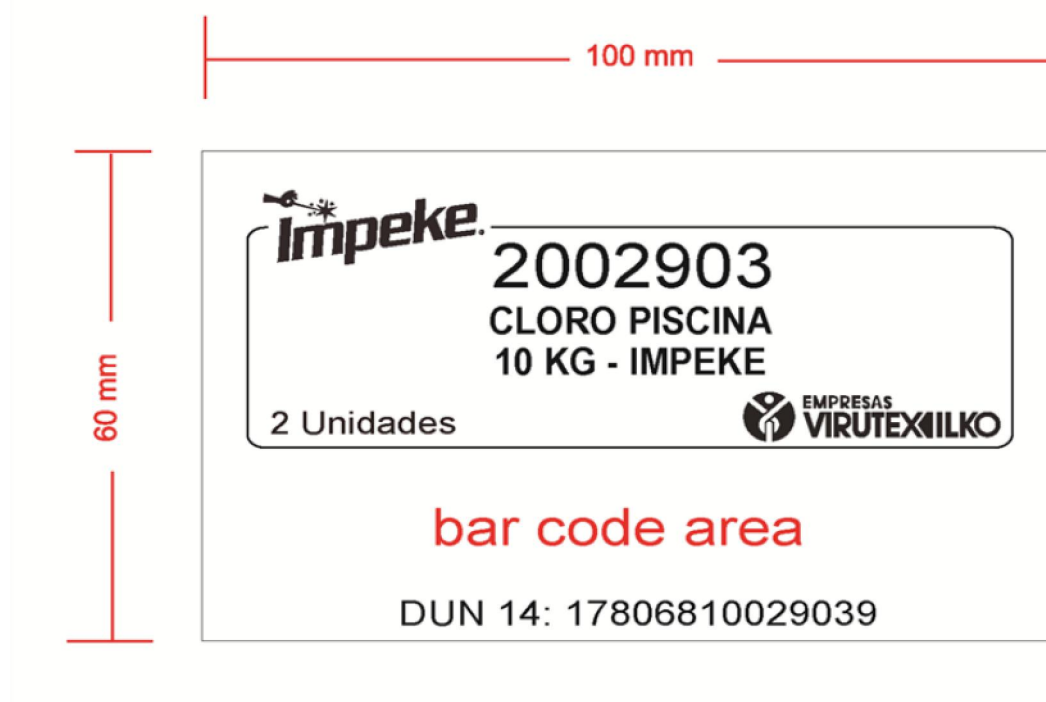 100 mm
60 mm
Impeke.
2002903
CLORO PISCINA
10 KG - IMPEKE
2 Unidades
EMPRESAS
VIRUTEX ILKO
bar code area
DUN 14: 17806810029039